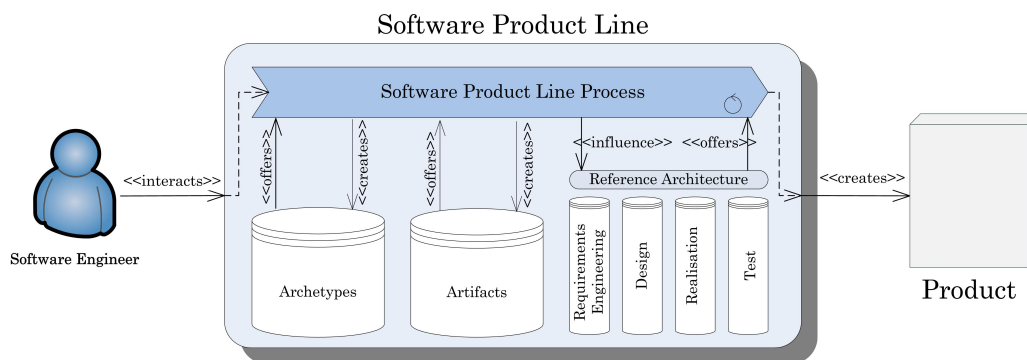 Software Product Line
Software Product Line Process
<<offers>>
<<creates>>
<<offers>>
<<creates>>
<<influence>>
<<offers>>
<<interacts>>
<<creates>>
Reference Architecture
Software Engineer
Archetypes
Artifacts
Requirements
Engineering
Design
Realisation
Test
Product